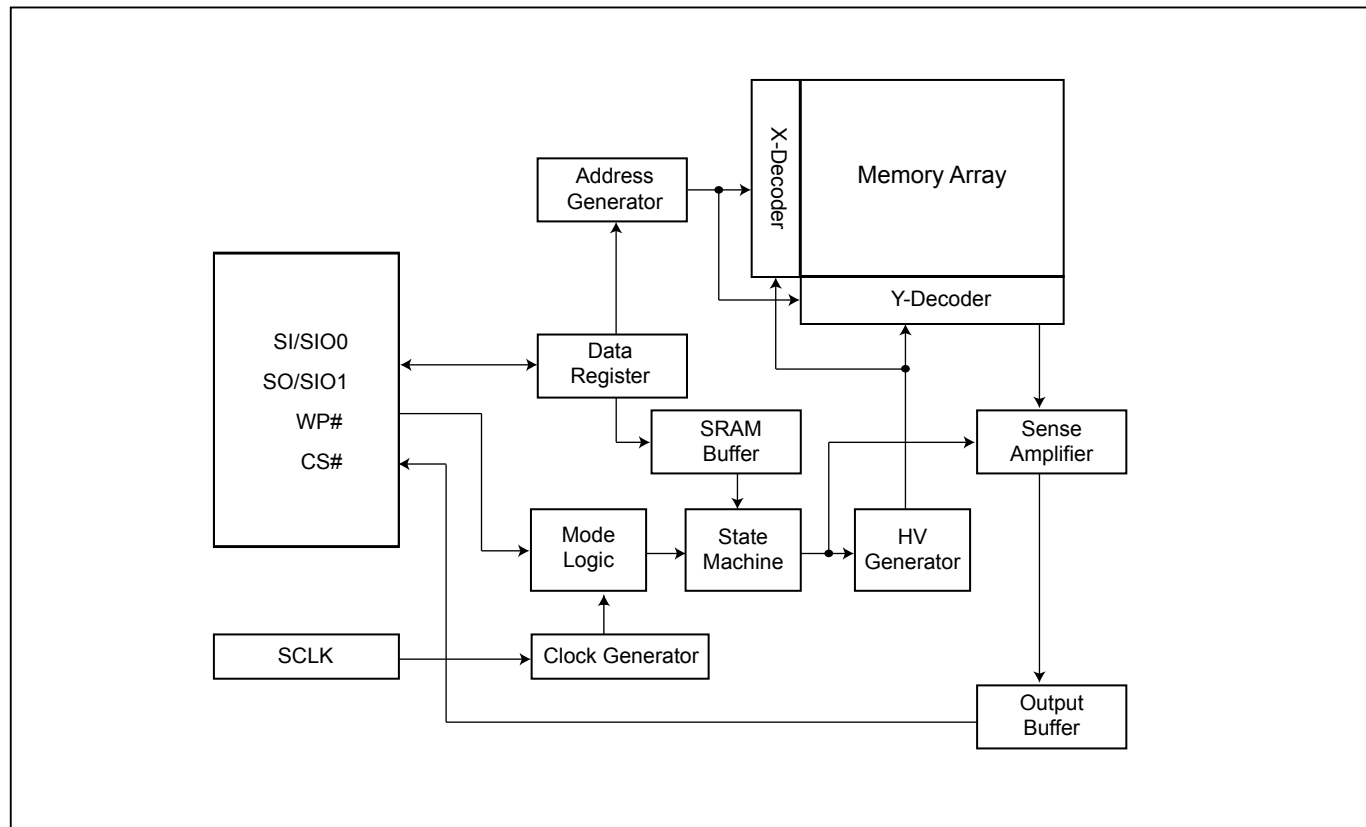 X-Decoder
Memory Array
Address
Generator
Y-Decoder
SI/SIO0
SO/SIO1
WP#
CS#
Data
Register
SRAM
Buffer
Sense
Amplifier
Mode
Logic
State
Machine
HV
Generator
SCLK
Clock Generator
Output
Buffer